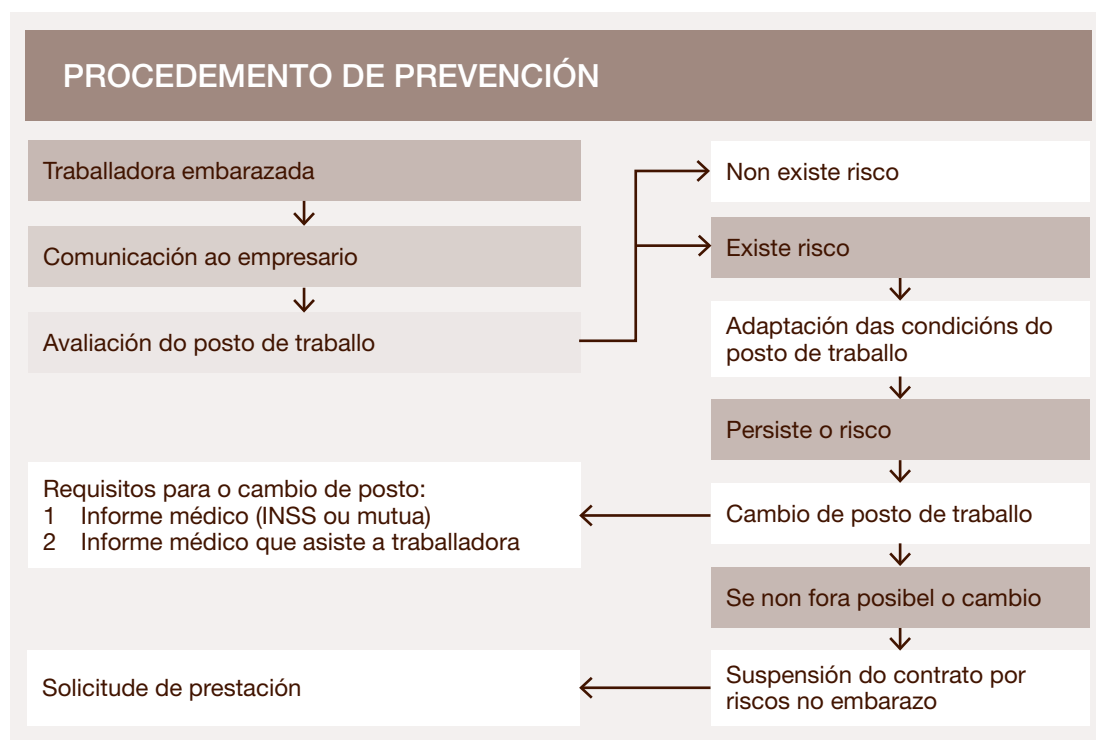 PROCEDEMENTO DE PREVENCIÓN
Traballadora embarazada
Comunicación ao empresario
Avaliación do posto de traballo
Non existe risco
Existe risco
Adaptación das condicións do
posto de traballo
Persiste o risco
Cambio de posto de traballo
Requisitos para o cambio de posto:
1 Informe médico (INSS ou mutua)
2 Informe médico que asiste a traballadora
Se non fora posibel o cambio
Suspensión do contrato por
riscos no embarazo
Solicitude de prestación